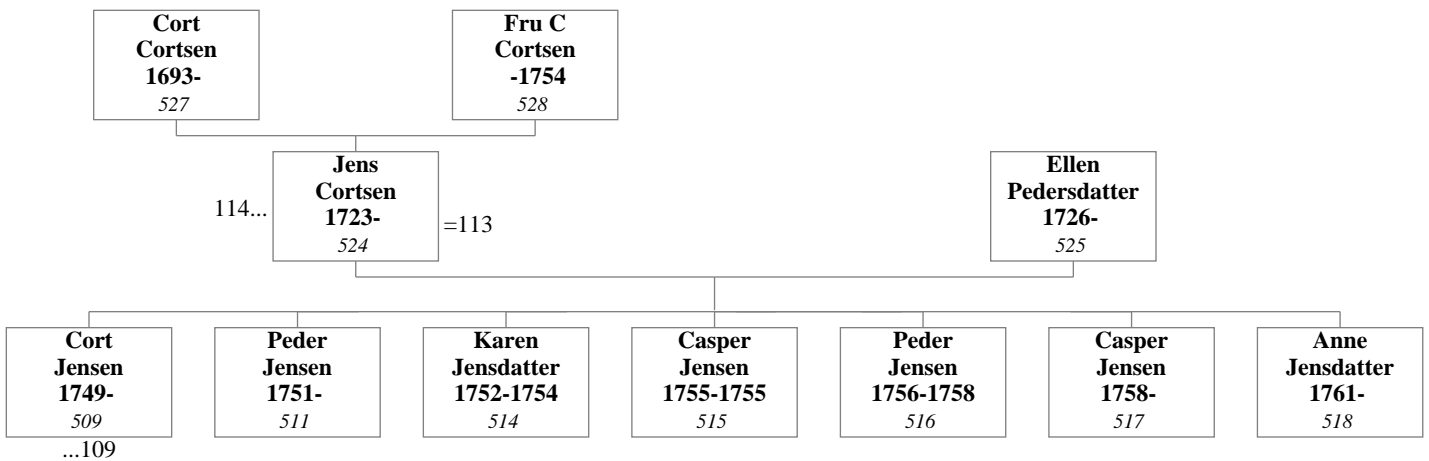 Cort
Cortsen
1693-
527
Fru C
Cortsen
-1754
528
114...
Jens
Cortsen
1723-
524
=113
Ellen
Pedersdatter
1726-
525
Cort
Jensen
1749-
509
...109
Peder
Jensen
1751-
511
Karen
Jensdatter
1752-1754
514
Casper
Jensen
1755-1755
515
Peder
Jensen
1756-1758
516
Casper
Jensen
1758-
517
Anne
Jensdatter
1761-
518